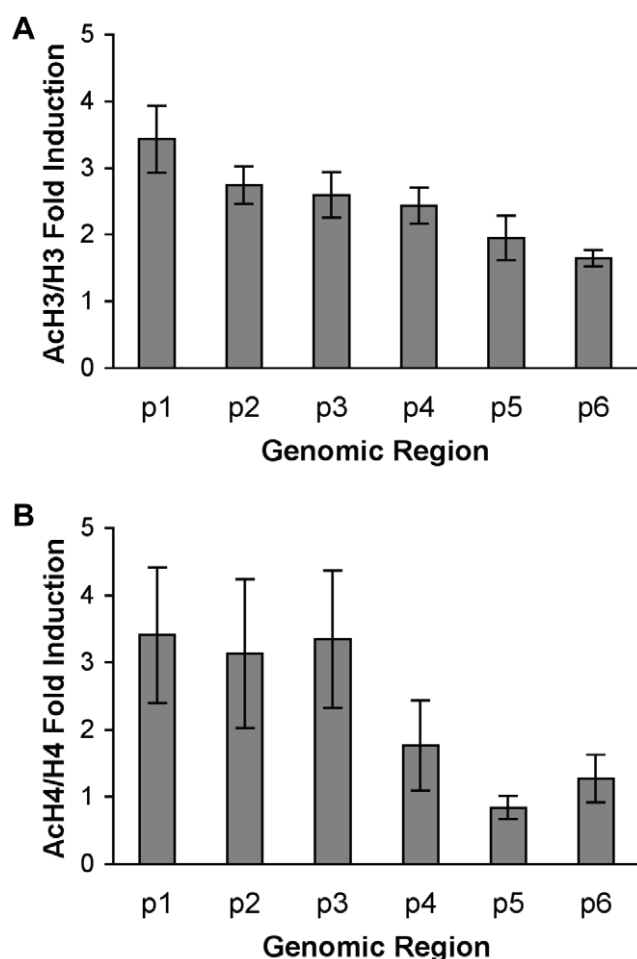 A
AcH3/H3 Fold Induction
5
4
3
2
1
0
p1 p2 p3 p4 p5 p6
Genomic Region
B
AcH4/H4 Fold Induction
5
4
3
2
1
0
p1 p2 p3 p4 p5 p6
Genomic Region